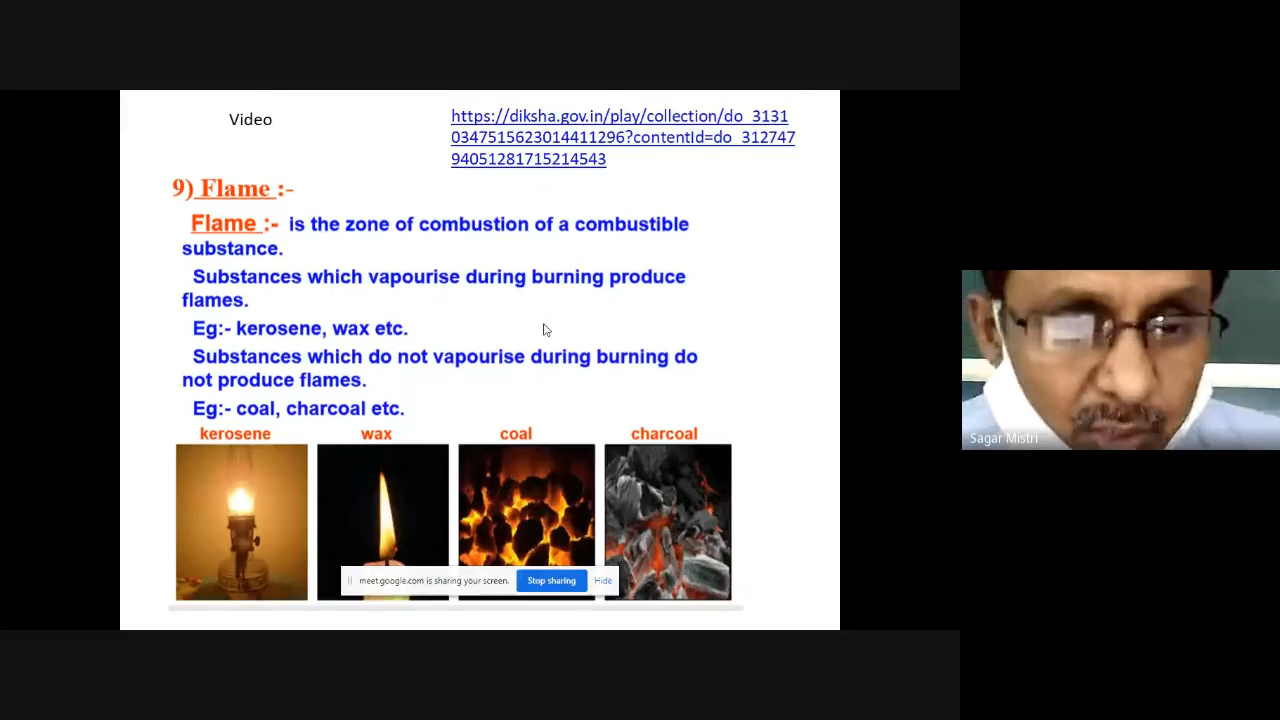 Video
https://diksha.gov.in/play/collection/do_3131
0347515623014411296?contentId=do_312747
94051281715214543
9) Flame :-
Flame :- is the zone of combustion of a combustible
substance.
Substances which vapourise during burning produce
flames.
Eg:- kerosene, wax etc.
Substances which do not vapourise during burning do
not produce flames.
Eg:- coal, charcoal etc.
kerosene wax coal charcoal
meet.google.com is sharing your screen. Stop sharing Hide
Sagar Mistri